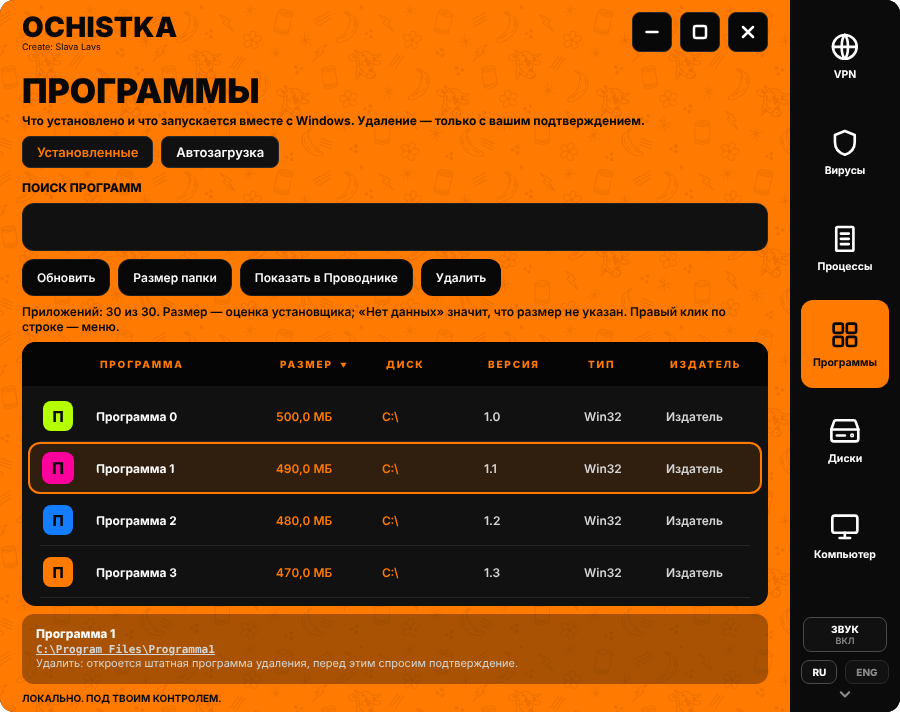 OCHISTKA
Create: Slava Lavs
ПРОГРАММЫ
Что установлено и что запускается вместе с Windows. Удаление — только с вашим подтверждением.
Установленные
Автозагрузка
ПОИСК ПРОГРАММ
Обновить
Размер папки
Показать в Проводнике
Удалить
Приложений: 30 из 30. Размер — оценка установщика; «Нет данных» значит, что размер не указан. Правый клик по
строке — меню.
ПРОГРАММА РАЗМЕР ▼ ДИСК ВЕРСИЯ ТИП ИЗДАТЕЛЬ
П Программа 0 500,0 МБ C:\ 1.0 Win32 Издатель
П Программа 1 490,0 МБ C:\ 1.1 Win32 Издатель
П Программа 2 480,0 МБ C:\ 1.2 Win32 Издатель
П Программа 3 470,0 МБ C:\ 1.3 Win32 Издатель
Программа 1
C:\Program Files\Programma1
Удалить: откроется штатная программа удаления, перед этим спросим подтверждение.
ЛОКАЛЬНО. ПОД ТВОИМ КОНТРОЛЕМ.
VPN
Вирусы
Процессы
Программы
Диски
Компьютер
ЗВУК
ВКЛ
RU
ENG